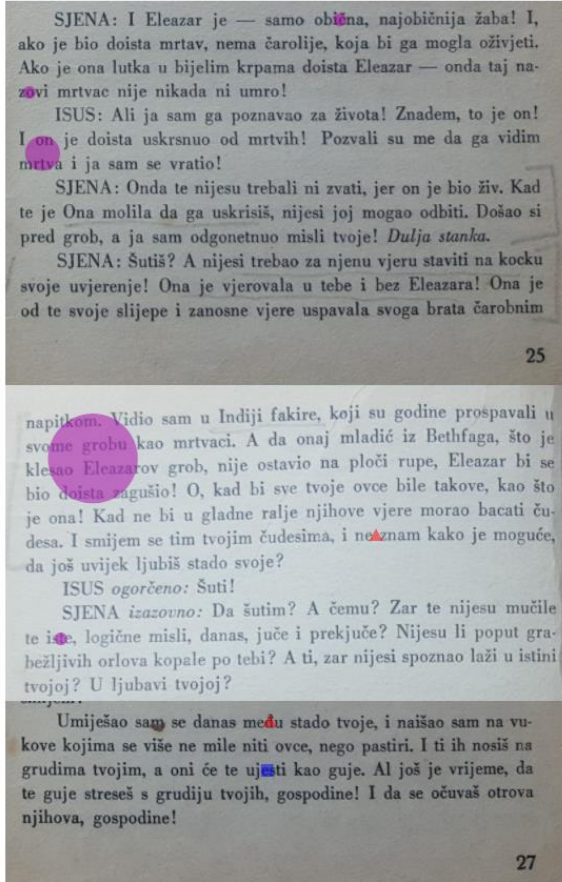 SJENA: I Eleazar je — samo obična, najobičnija žaba! I,
ako je bio doista mrtav, nema čarolije, koja bi ga mogla oživjeti.
Ako je ona lutka u bijelim krpama doista Eleazar — onda taj na-
zovi mrtvac nije nikada ni umro!
ISUS: Ali ja sam ga poznavao za života! Znadem, to je on!
I on je doista uskrsnuo od mrtvih! Pozvali su me da ga vidim
mrtva i ja sam se vratio!
SJENA: Onda te nijesu trebali ni zvati, jer on je bio živ. Kad
te je Ona molila da ga uskrisiš, nijesi joj mogao odbiti. Došao si
pred grob, a ja sam odgonetnuo misli tvoje! Dulja stanka.
SJENA: Šutiš? A nijesi trebao za njenu vjeru staviti na kocku
svoje uvjerenje! Ona je vjerovala u tebe i bez Eleazara! Ona je
od te svoje slijepe i zanosne vjere uspavala svoga brata čarobnim
25
napitkom. Vidio sam u Indiji fakire, koji su godine prospavali u
svome grobu kao mrtvaci. A da onaj mladić iz Bethfaga, što je
klesao Eleazarov grob, nije ostavio na ploči rupe, Eleazar bi se
bio doista zagušio! O, kad bi sve tvoje ovce bile takove, kao što
je ona! Kad ne bi u gladne ralje njihove vjere morao bacati ču-
desa. I smijem se tim tvojim čudesima, i ne znam kako je moguće,
da još uvijek ljubiš stado svoje?
ISUS ogorčeno: Šuti!
SJENA izazovno: Da šutim? A čemu? Zar te nijesu mučile
te iste, logične misli, danas, juče i prekjuče? Nijesu li poput gra-
bežljivih orlova kopale po tebi? A ti, zar nijesi spoznao laži u istini
tvojoj? U ljubavi tvojoj?
Umiješao sam se danas među stado tvoje, i naišao sam na vu-
kove kojima se više ne mile niti ovce, nego pastiri. I ti ih nosiš na
grudima tvojim, a oni će te ujesti kao guje. Al još je vrijeme, da
te guje streseš s grudiju tvojih, gospodine! I da se očuvaš otrova
njihova, gospodine!
27